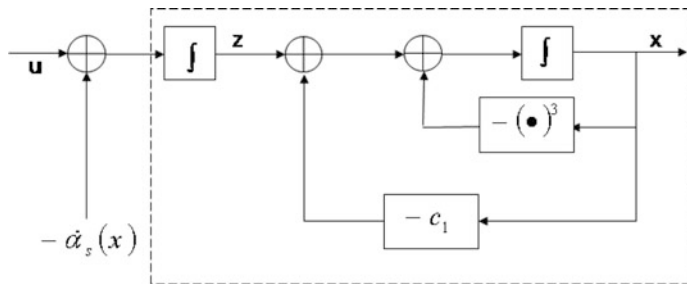 ∫ z ∫ x
u
− (●)³
− c₁
− α̇ₛ(x)